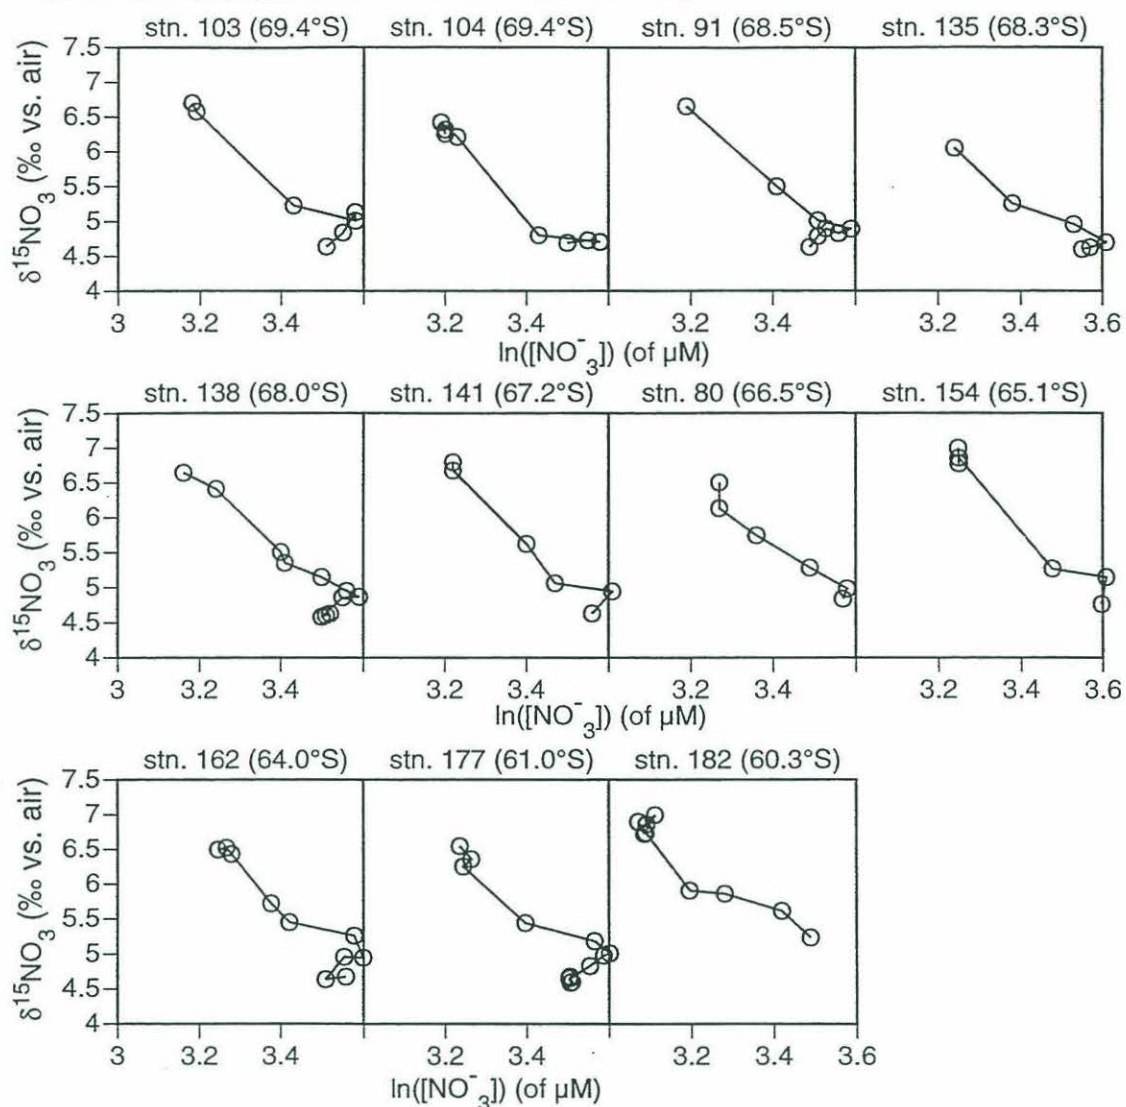 stn. 103 (69.4°S) stn. 104 (69.4°S) stn. 91 (68.5°S) stn. 135 (68.3°S)
δ¹⁵NO₃ (‰ vs. air)
7.5
7
6.5
6
5.5
5
4.5
4
3 3.2 3.4 3.2 3.4 3.2 3.4 3.2 3.4 3.6
ln([NO⁻₃]) (of µM)
stn. 138 (68.0°S) stn. 141 (67.2°S) stn. 80 (66.5°S) stn. 154 (65.1°S)
δ¹⁵NO₃ (‰ vs. air)
7.5
7
6.5
6
5.5
5
4.5
4
3 3.2 3.4 3.2 3.4 3.2 3.4 3.2 3.4 3.6
ln([NO⁻₃]) (of µM)
stn. 162 (64.0°S) stn. 177 (61.0°S) stn. 182 (60.3°S)
δ¹⁵NO₃ (‰ vs. air)
7.5
7
6.5
6
5.5
5
4.5
4
3 3.2 3.4 3.2 3.4 3.2 3.4 3.6
ln([NO⁻₃]) (of µM)